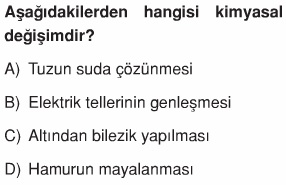 Aşağıdakilerden hangisi kimyasal
değişimdir?
A) Tuzun suda çözünmesi
B) Elektrik tellerinin genleşmesi
C) Altından bilezik yapılması
D) Hamurun mayalanması